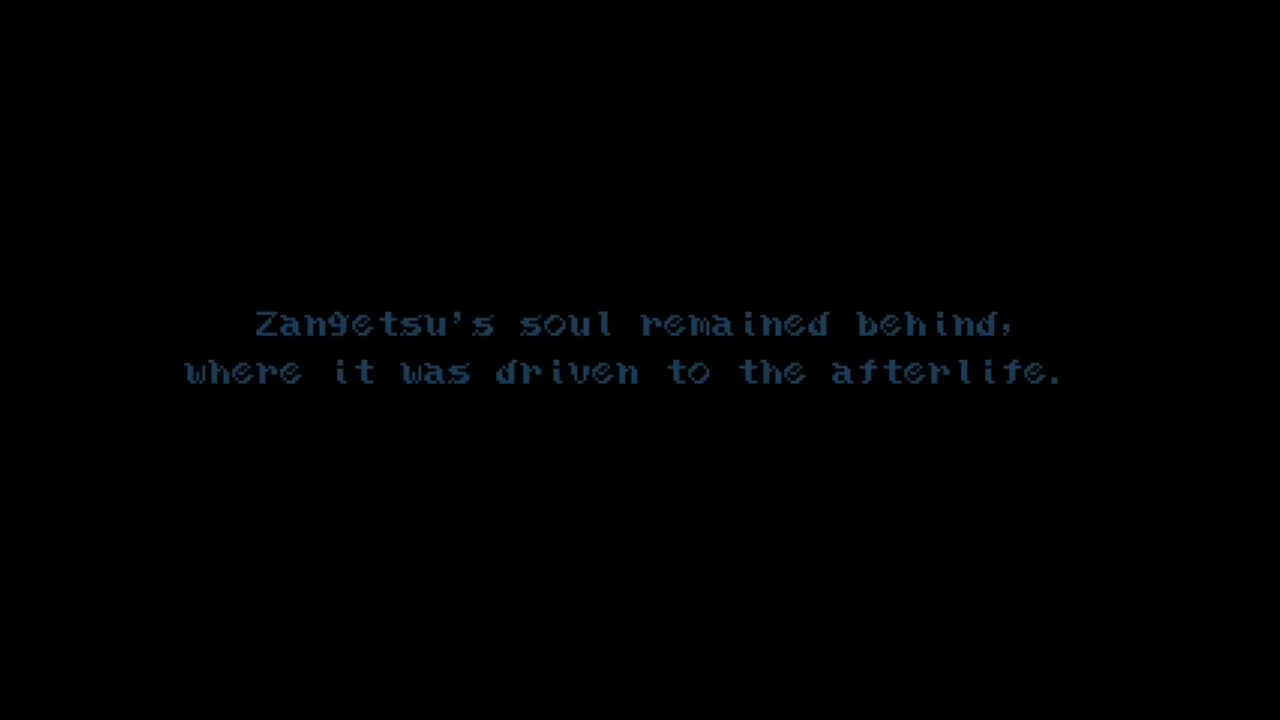 Zangetsu's soul remained behind,
where it was driven to the afterlife.